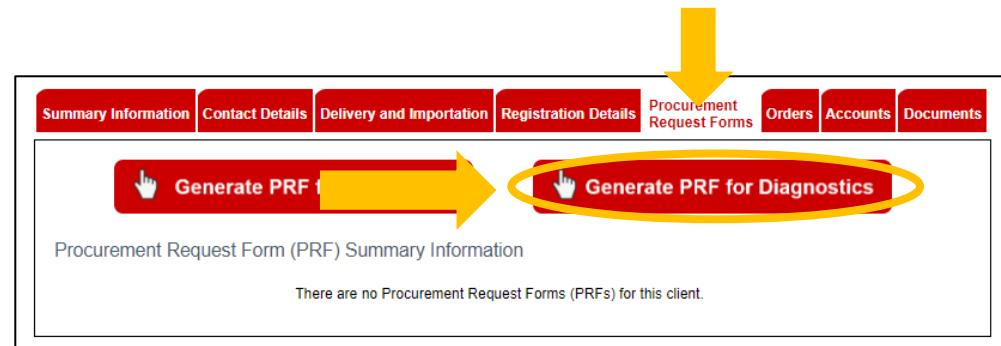 Summary Information Contact Details Delivery and Importation Registration Details Procurement Request Forms Orders Accounts Documents
Generate PRF Generate PRF for Diagnostics
Procurement Request Form (PRF) Summary Information
There are no Procurement Request Forms (PRFs) for this client.